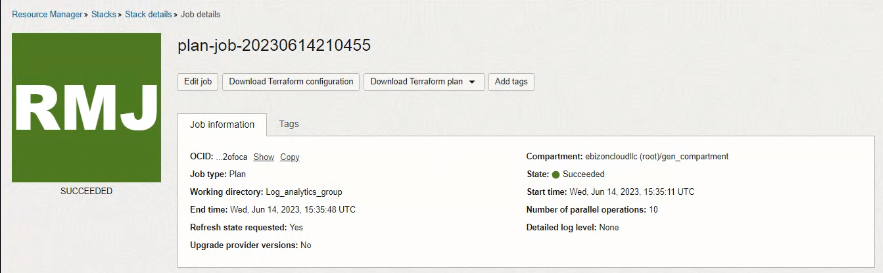 Resource Manager » Stacks » Stack details » Job details
plan-job-20230614210455
Edit job Download Terraform configuration Download Terraform plan Add tags
RMJ
SUCCEEDED
Job information Tags
OCID: ...2ofoca Show Copy
Job type: Plan
Working directory: Log_analytics_group
End time: Wed, Jun 14, 2023, 15:35:48 UTC
Refresh state requested: Yes
Upgrade provider versions: No
Compartment: ebizoncloudllc (root)/gen_compartment
State: Succeeded
Start time: Wed, Jun 14, 2023, 15:35:11 UTC
Number of parallel operations: 10
Detailed log level: None